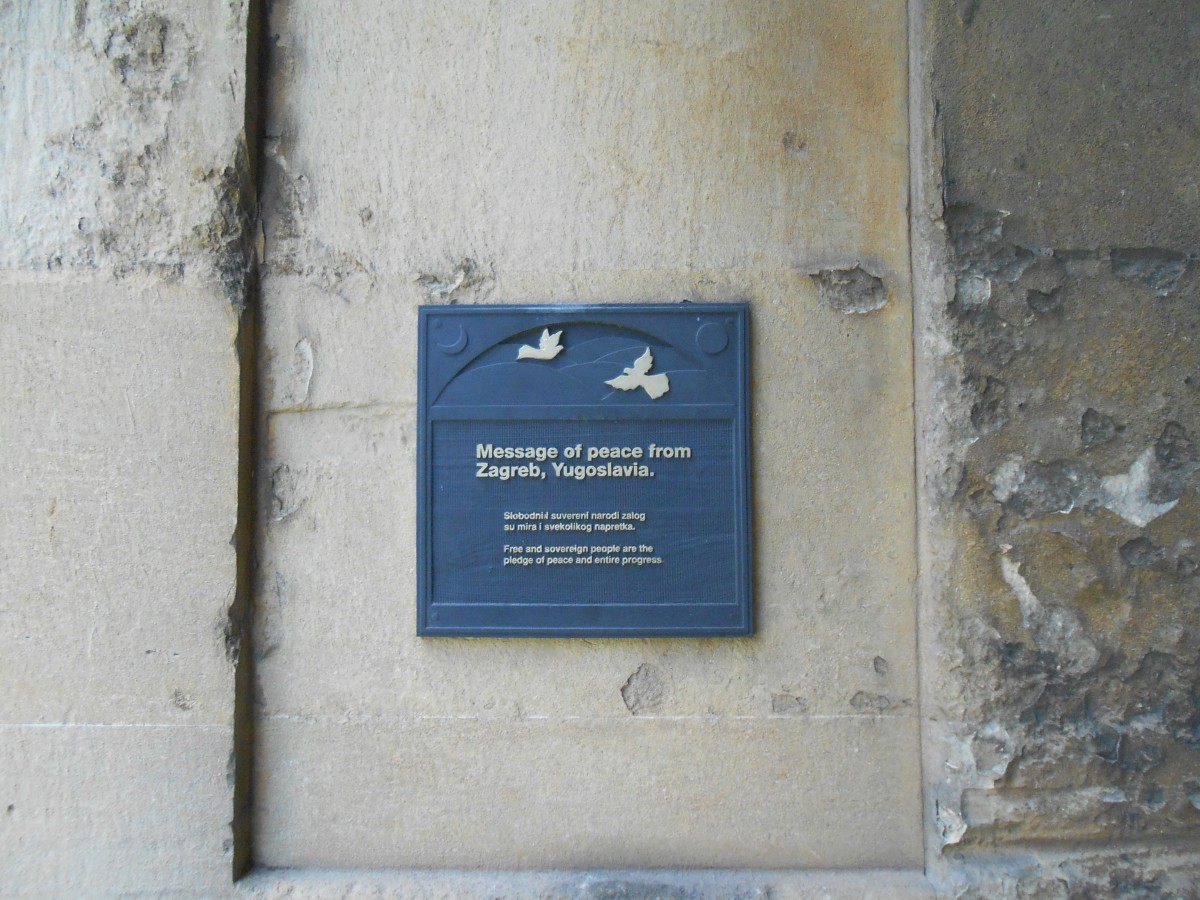 Message of peace from
Zagreb, Yugoslavia.
Slobodni i suvereni narodi zalog
su mira i svekolikog napretka.
Free and sovereign people are the
pledge of peace and entire progress.